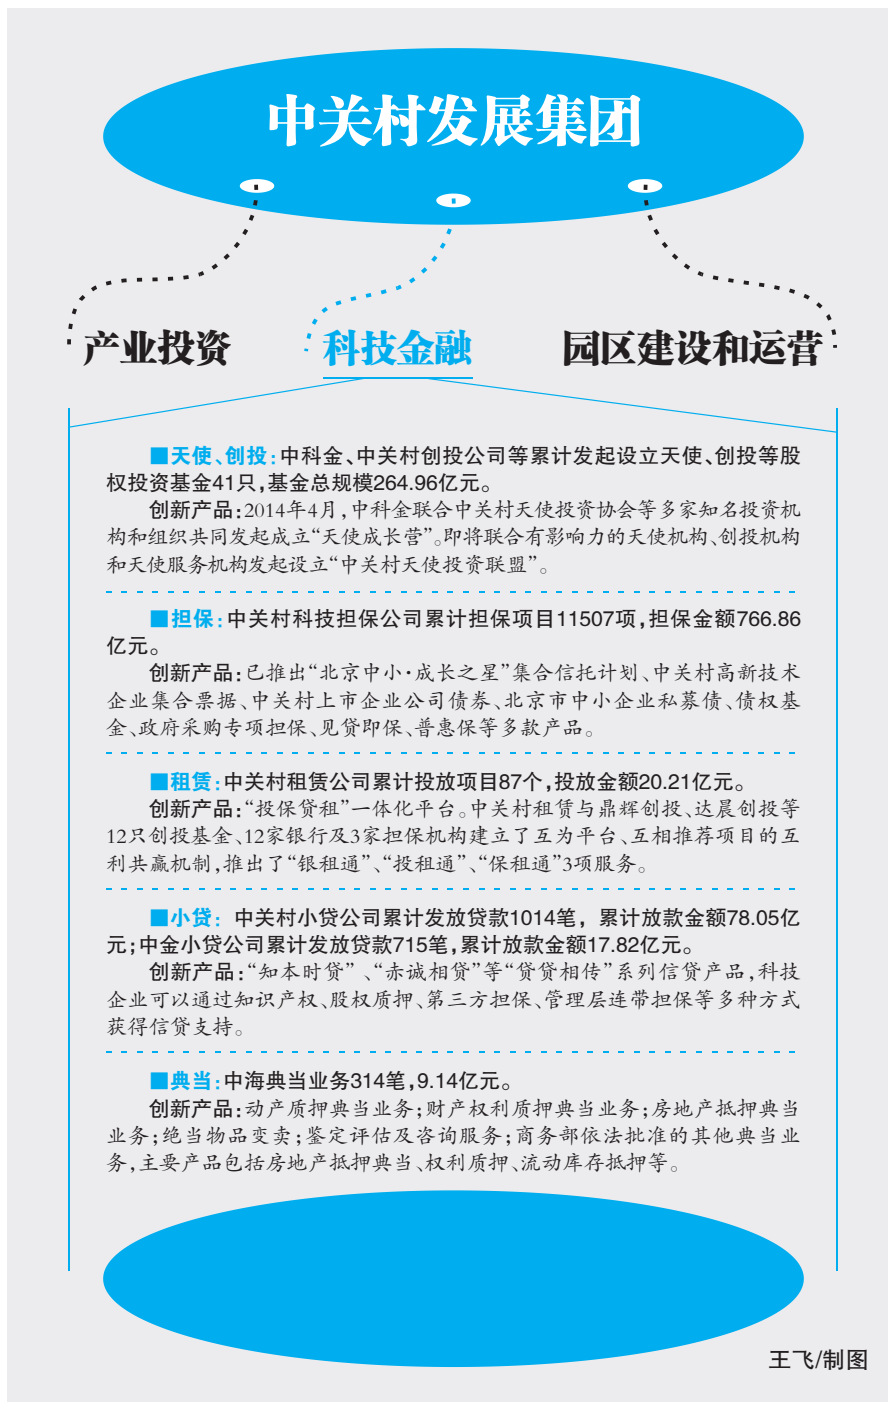 中关村发展集团
产业投资
科技金融
园区建设和运营
■天使、创投:中科金、中关村创投公司等累计发起设立天使、创投等股
权投资基金41只,基金总规模264.96亿元。
创新产品:2014年4月,中科金联合中关村天使投资协会等多家知名投资机
构和组织共同发起成立“天使成长营”。即将联合有影响力的天使机构、创投机构
和天使服务机构发起设立“中关村天使投资联盟”。
■担保:中关村科技担保公司累计担保项目11507项,担保金额766.86
亿元。
创新产品:已推出“北京中小·成长之星”集合信托计划、中关村高新技术
企业集合票据、中关村上市企业公司债券、北京市中小企业私募债、债权基
金、政府采购专项担保、见贷即保、普惠保等多款产品。
■租赁:中关村租赁公司累计投放项目87个,投放金额20.21亿元。
创新产品:“投保贷租”一体化平台。中关村租赁与鼎辉创投、达晨创投等
12只创投基金、12家银行及3家担保机构建立了互为平台、互相推荐项目的互
利共赢机制,推出了“银租通”、“投租通”、“保租通”3项服务。
■小贷: 中关村小贷公司累计发放贷款1014笔, 累计放款金额78.05亿
元;中金小贷公司累计发放贷款715笔,累计放款金额17.82亿元。
创新产品:“知本时贷” 、“赤诚相贷”等“贷贷相传”系列信贷产品,科技
企业可以通过知识产权、股权质押、第三方担保、管理层连带担保等多种方式
获得信贷支持。
■典当:中海典当业务314笔,9.14亿元。
创新产品:动产质押典当业务;财产权利质押典当业务;房地产抵押典当
业务;绝当物品变卖;鉴定评估及咨询服务;商务部依法批准的其他典当业
务,主要产品包括房地产抵押典当、权利质押、流动库存抵押等。
王飞/制图